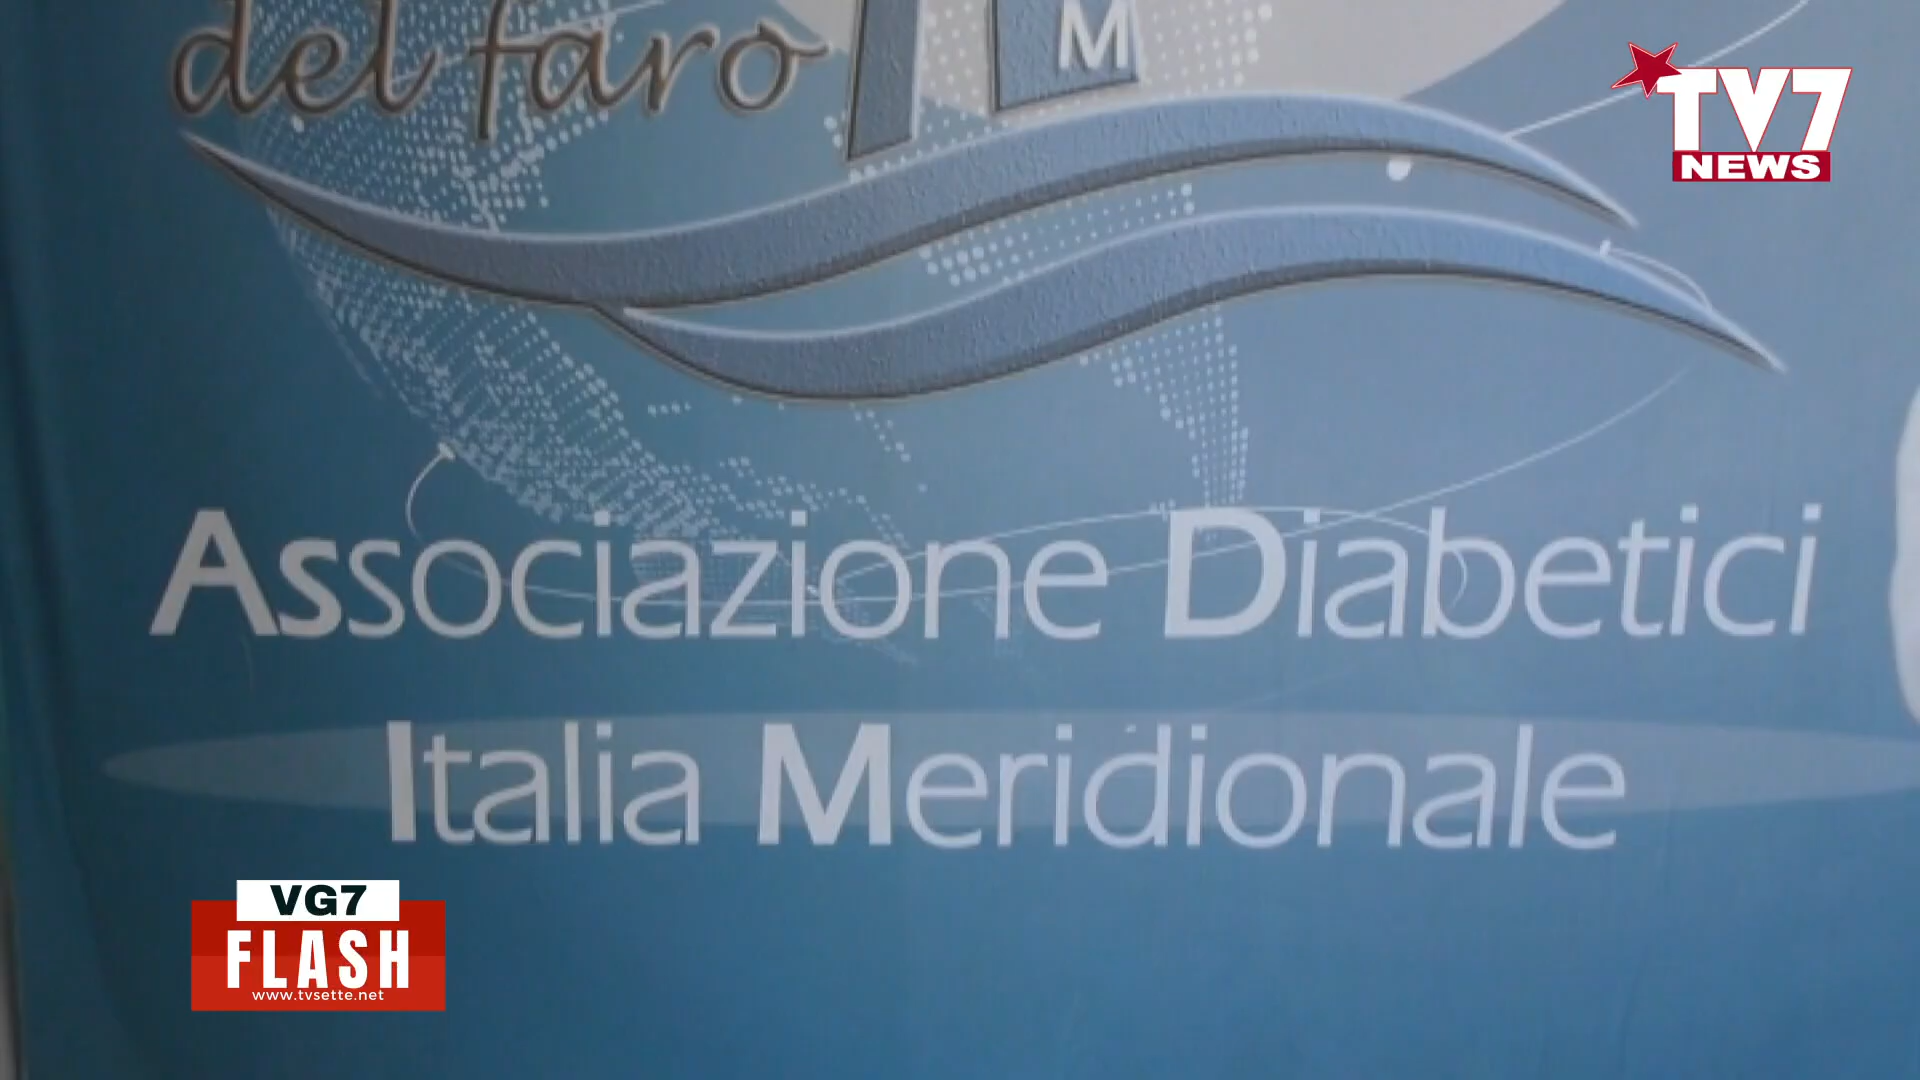 del faro
M
TV7
NEWS
Associazione Diabetici
Italia Meridionale
VG7
FLASH
www.tvsette.net